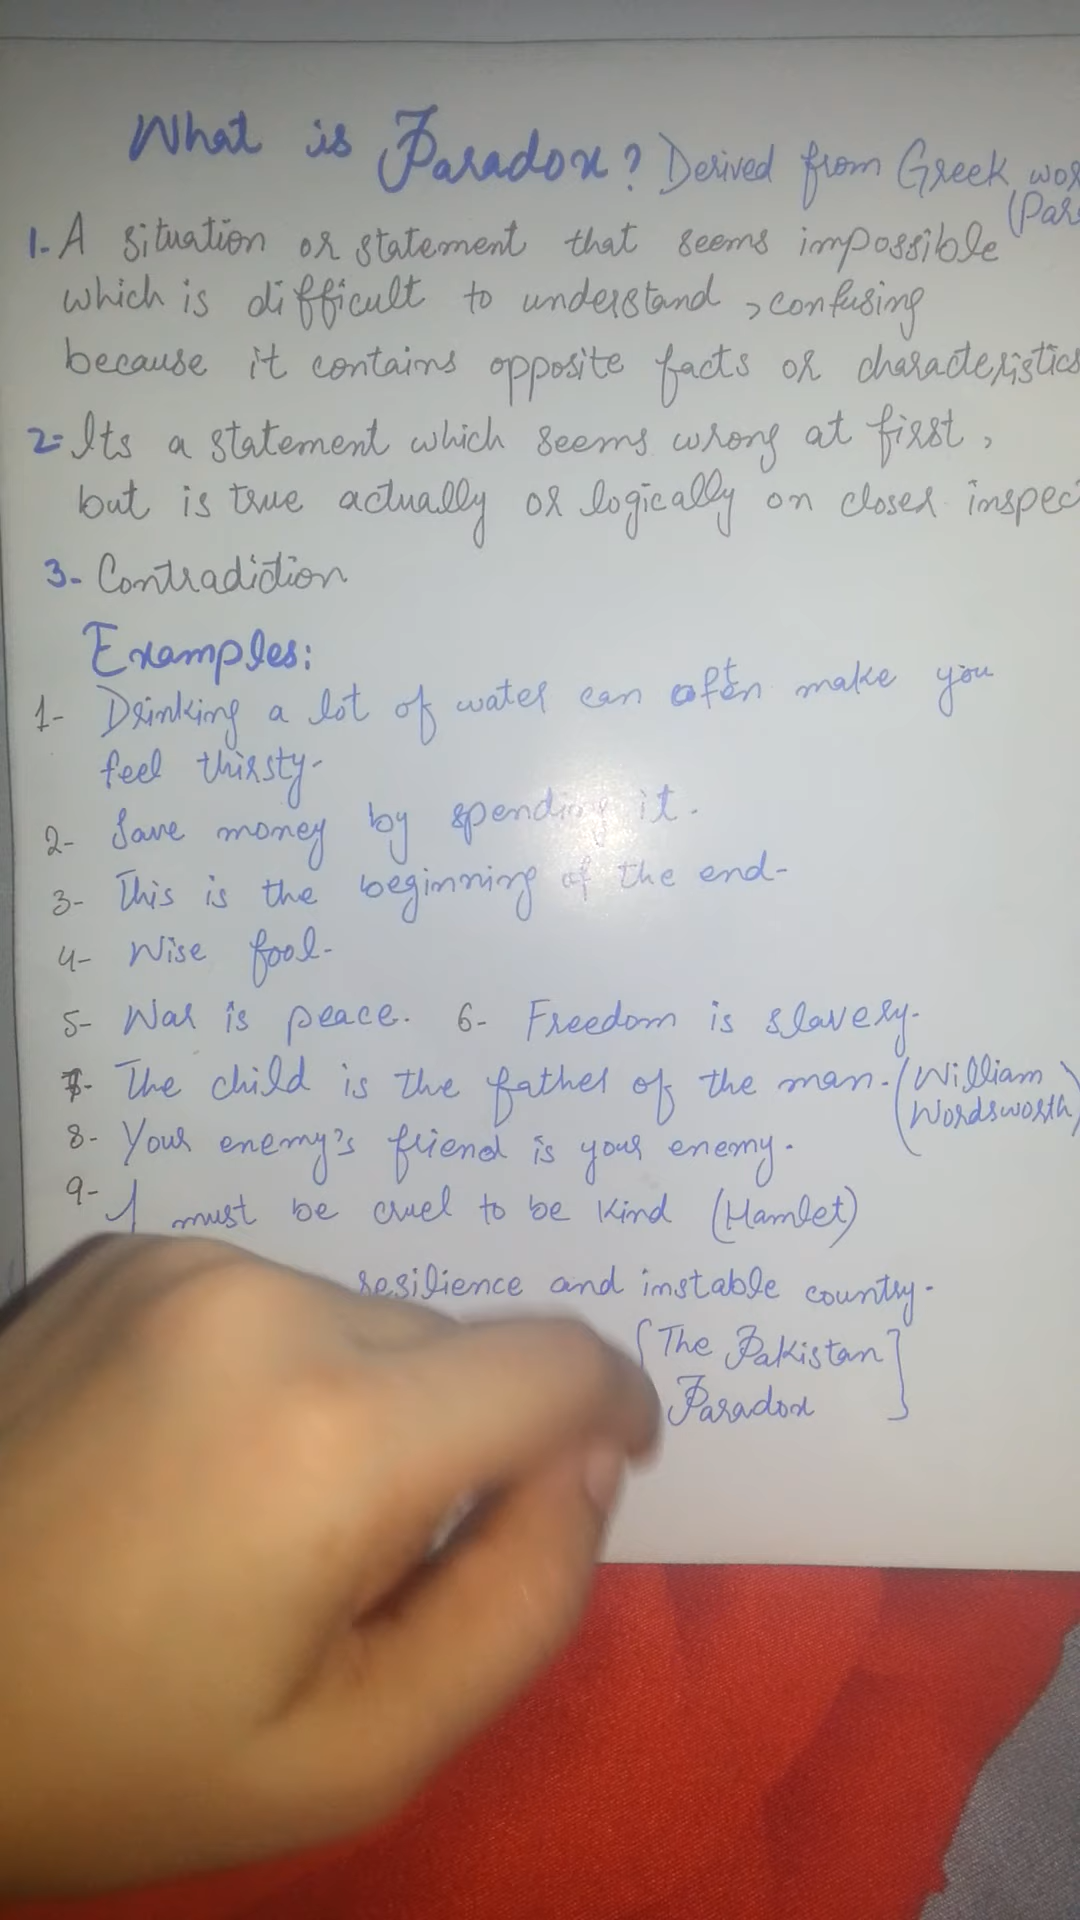 What is Paradox? Derived from Greek
1- A situation or statement that seems impossible
which is difficult to understand, confusing
because it contains opposite facts or characteristics
2- Its a statement which seems wrong at first,
but is true actually or logically on closer
3- Contradiction
Examples:
1- Drinking a lot of water can often make you
feel thirsty.
2- Save money by spending it.
3- This is the beginning of the end-
4- Wise fool-
5- War is peace. 6- Freedom is slavery.
7- The child is the father of the man. (William
Wordsworth)
8- Your enemy's friend is your enemy.
9- I must be cruel to be kind (Hamlet)
resilience and instable country.
[The Pakistan
Paradox]